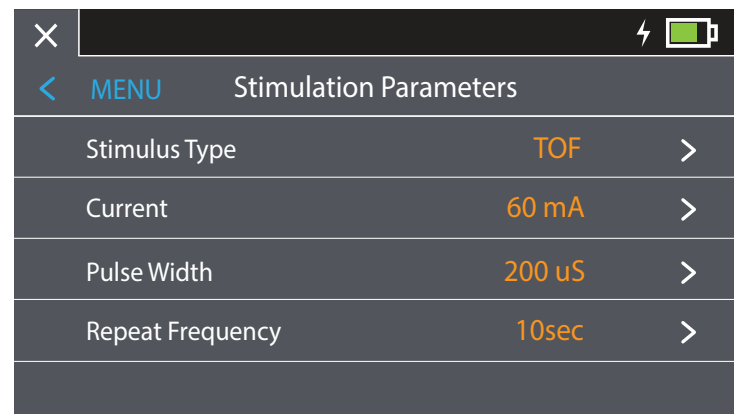 MENU Stimulation Parameters
Stimulus Type TOF
Current 60 mA
Pulse Width 200 uS
Repeat Frequency 10sec